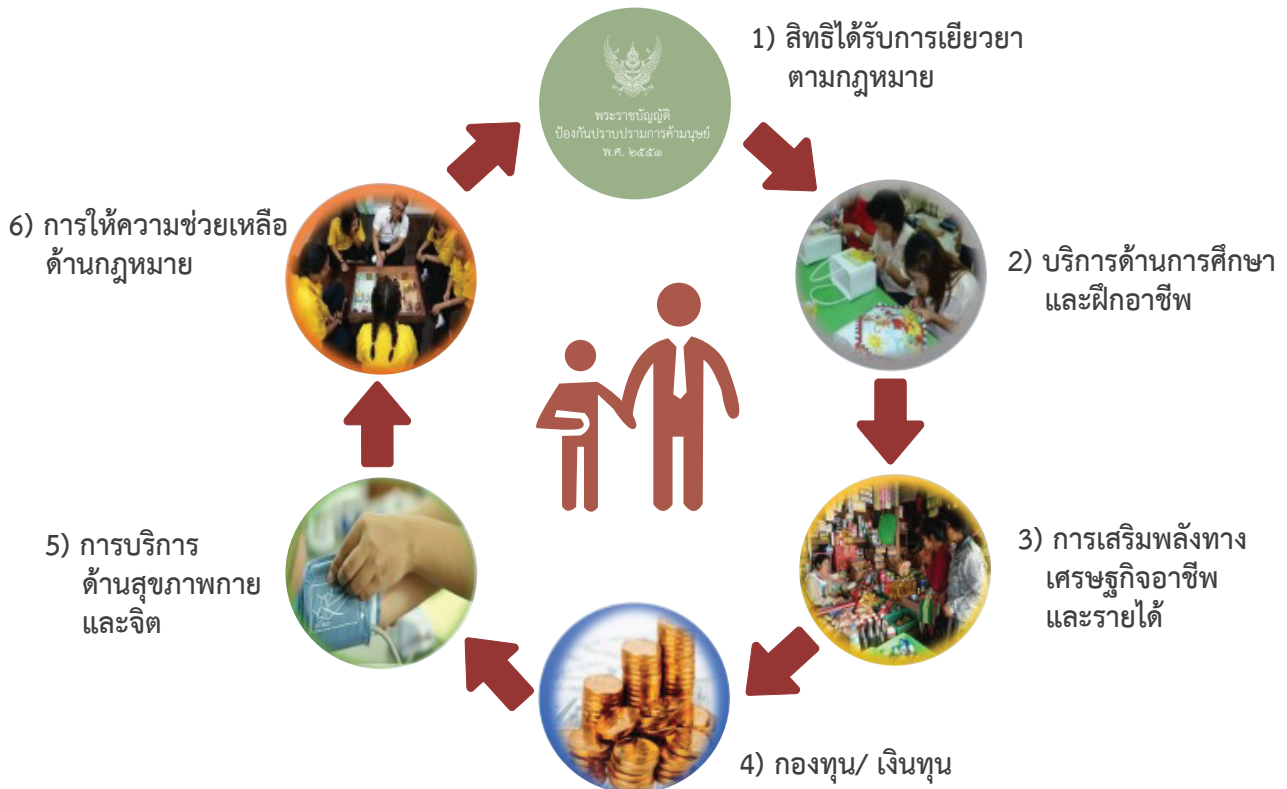 1) สิทธิได้รับการเยียวยา
ตามกฎหมาย
พระราชบัญญัติ
ป้องกันปราบปรามการค้ามนุษย์
พ.ศ. ๒๕๕๑
2) บริการด้านการศึกษา
และฝึกอาชีพ
3) การเสริมพลังทาง
เศรษฐกิจอาชีพ
และรายได้
4) กองทุน/ เงินทุน
5) การบริการ
ด้านสุขภาพกาย
และจิต
6) การให้ความช่วยเหลือ
ด้านกฎหมาย